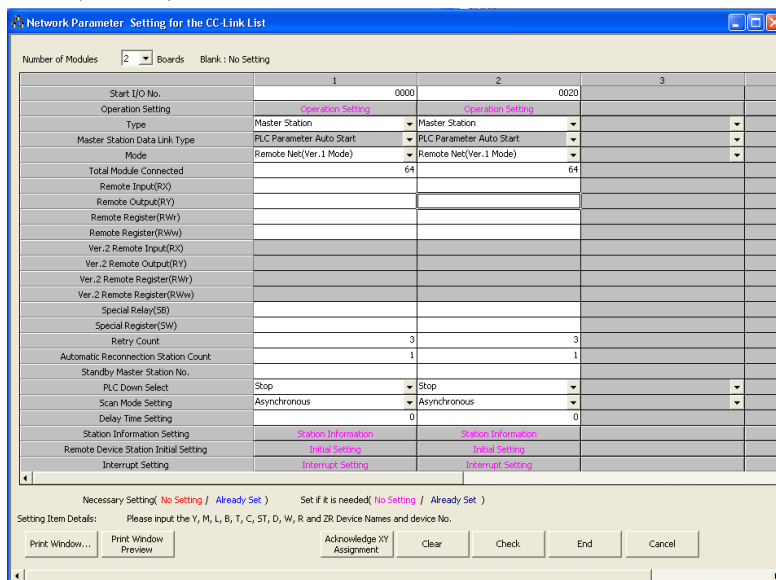 Network Parameter Setting for the CC-Link List
Number of Modules 2 Boards Blank : No Setting
1 2 3
Start I/O No. 0000 0020
Operation Setting Operation Setting Operation Setting
Type Master Station Master Station
Master Station Data Link Type PLC Parameter Auto Start PLC Parameter Auto Start
Mode Remote Net(Ver.1 Mode) Remote Net(Ver.1 Mode)
Total Module Connected 64 64
Remote Input(RX)
Remote Output(RY)
Remote Register(RWr)
Remote Register(RWw)
Ver.2 Remote Input(RX)
Ver.2 Remote Output(RY)
Ver.2 Remote Register(RWr)
Ver.2 Remote Register(RWw)
Special Relay(SB)
Special Register(SW)
Retry Count 3 3
Automatic Reconnection Station Count 1 1
Standby Master Station No.
PLC Down Select Stop Stop
Scan Mode Setting Asynchronous Asynchronous
Delay Time Setting 0 0
Station Information Setting Station Information Station Information
Remote Device Station Initial Setting Initial Setting Initial Setting
Interrupt Setting Interrupt Setting Interrupt Setting
Necessary Setting( No Setting / Already Set ) Set if it is needed( No Setting / Already Set )
Setting Item Details: Please input the Y, M, L, B, T, C, ST, D, W, R and ZR Device Names and device No.
Print Window... Print Window Preview Acknowledge XY Assignment Clear Check End Cancel